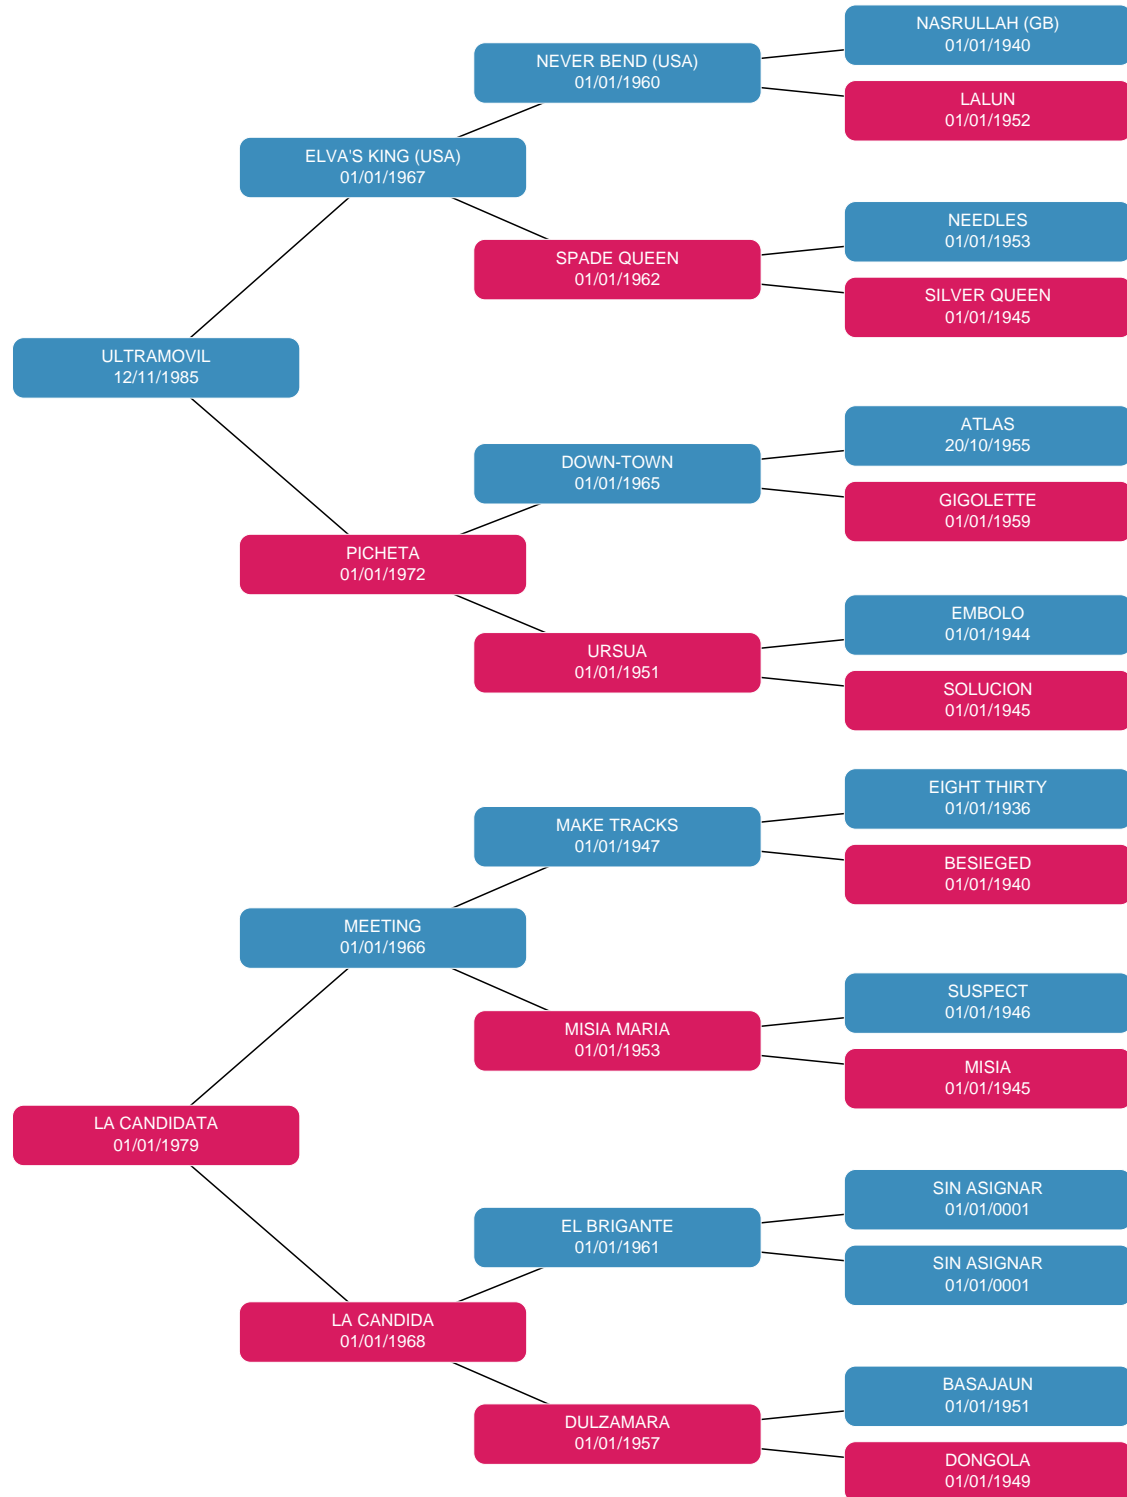 NASRULLAH (GB)
01/01/1940
NEVER BEND (USA)
01/01/1960
LALUN
01/01/1952
ELVA'S KING (USA)
01/01/1967
NEEDLES
01/01/1953
SPADE QUEEN
01/01/1962
SILVER QUEEN
01/01/1945
ULTRAMOVIL
12/11/1985
ATLAS
20/10/1955
DOWN-TOWN
01/01/1965
GIGOLETTE
01/01/1959
PICHETA
01/01/1972
EMBOLO
01/01/1944
URSUA
01/01/1951
SOLUCION
01/01/1945
EIGHT THIRTY
01/01/1936
MAKE TRACKS
01/01/1947
BESIEGED
01/01/1940
MEETING
01/01/1966
SUSPECT
01/01/1946
MISIA MARIA
01/01/1953
MISIA
01/01/1945
LA CANDIDATA
01/01/1979
SIN ASIGNAR
01/01/0001
EL BRIGANTE
01/01/1961
SIN ASIGNAR
01/01/0001
LA CANDIDA
01/01/1968
BASAJAUN
01/01/1951
DULZAMARA
01/01/1957
DONGOLA
01/01/1949